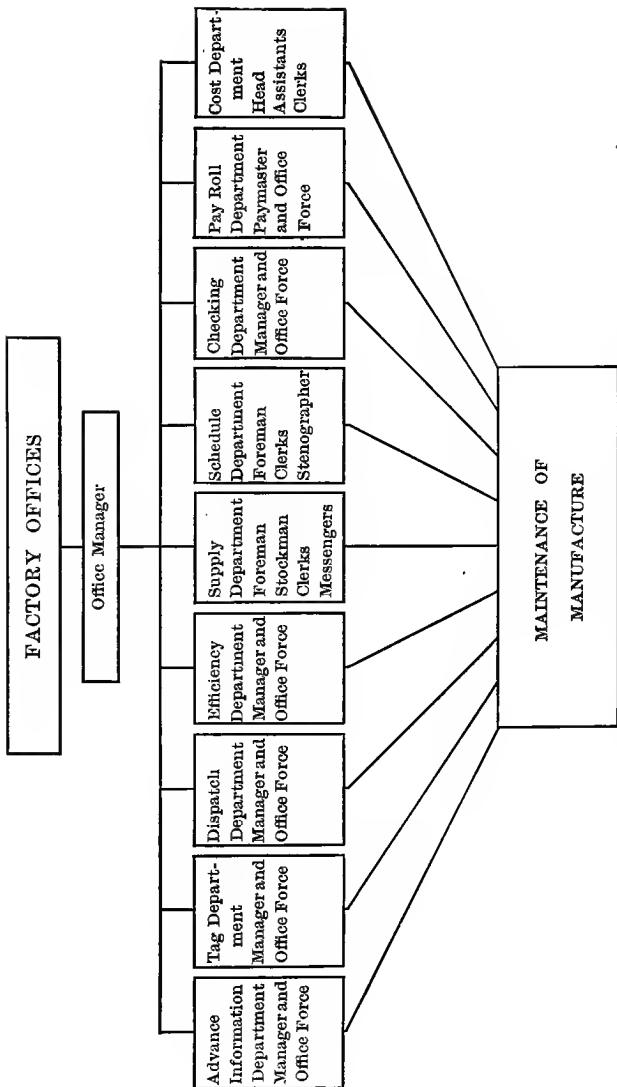 FACTORY OFFICES
Office Manager
Advance
Information
Department
Manager and
Office Force
Tag Depart-
ment
Manager and
Office Force
Dispatch
Department
Manager and
Office Force
Efficiency
Department
Manager and
Office Force
Supply
Department
Foreman
Stockman
Clerks
Messengers
Schedule
Department
Foreman
Clerks
Stenographer
Checking
Department
Manager and
Office Force
Pay Roll
Department
Paymaster
and Office
Force
Cost Depart-
ment
Head
Assistants
Clerks
MAINTENANCE OF
MANUFACTURE